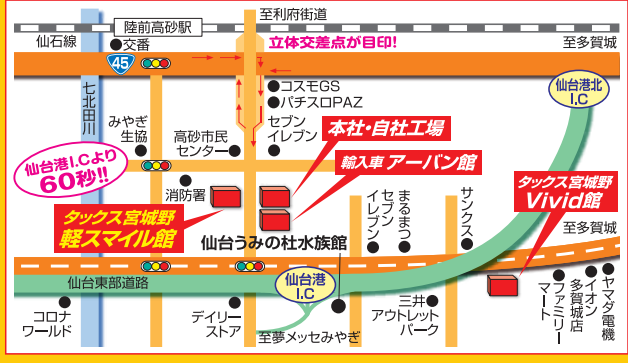 至利府街道
陸前高砂駅
仙石線
交番
立体交差点が目印!
至多賀城
45
コスモGS
パチスロPAZ
仙台港北
I.C
七北田川
みやぎ
生協
高砂市民
センター
セブン
イレブン
本社・自社工場
仙台港I.Cより
60秒!!
輸入車 アーバン館
消防署
タックス宮城野
軽スマイル館
タックス宮城野
Vivid館
仙台うみの杜水族館
セブン
イレブン
まるまつ
サンクス
至多賀城
仙台東部道路
仙台港
I.C
コロナ
ワールド
デイリー
ストア
至夢メッセみやぎ
三井
アウトレット
パーク
ファミリー
マート
イオン
多賀城店
ヤマダ電機